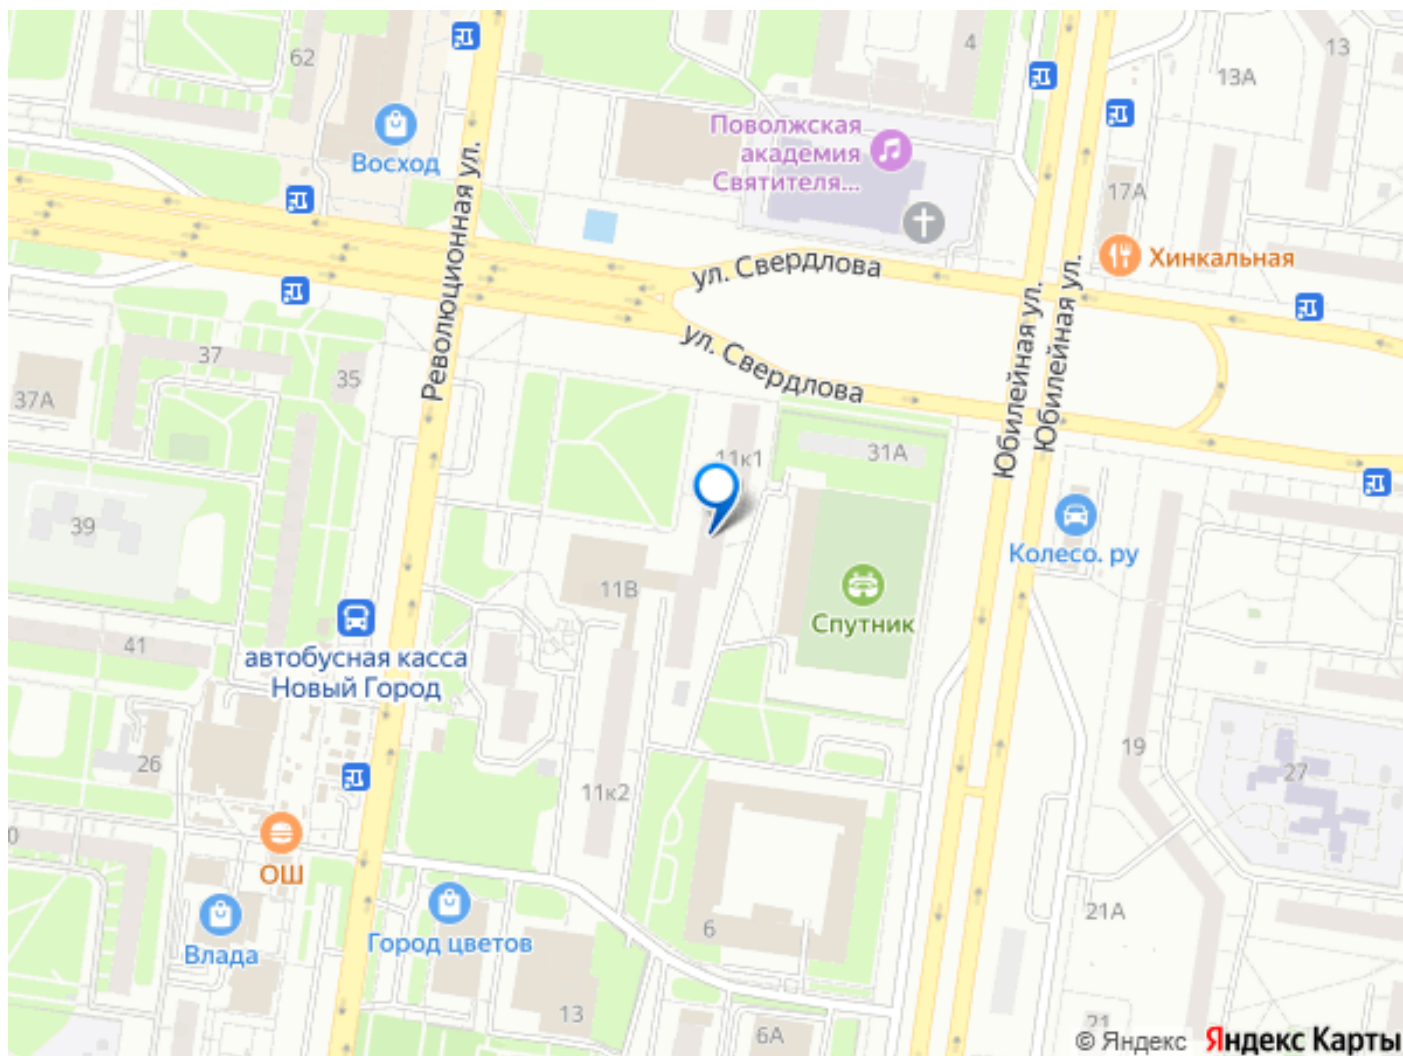 62
4
13
13А
Восход
Поволжская
академия
Святителя...
17А
Хинкальная
Революционная ул.
ул. Свердлова
ул. Свердлова
Юбилейная ул.
Юбилейная ул.
37
35
37А
11к1
31А
39
Колесо. ру
11В
Спутник
41
автобусная касса
Новый Город
26
19
27
11к2
0
ОШ
Влада
Город цветов
6
21А
13
6А
21
© Яндекс
Яндекс Карты